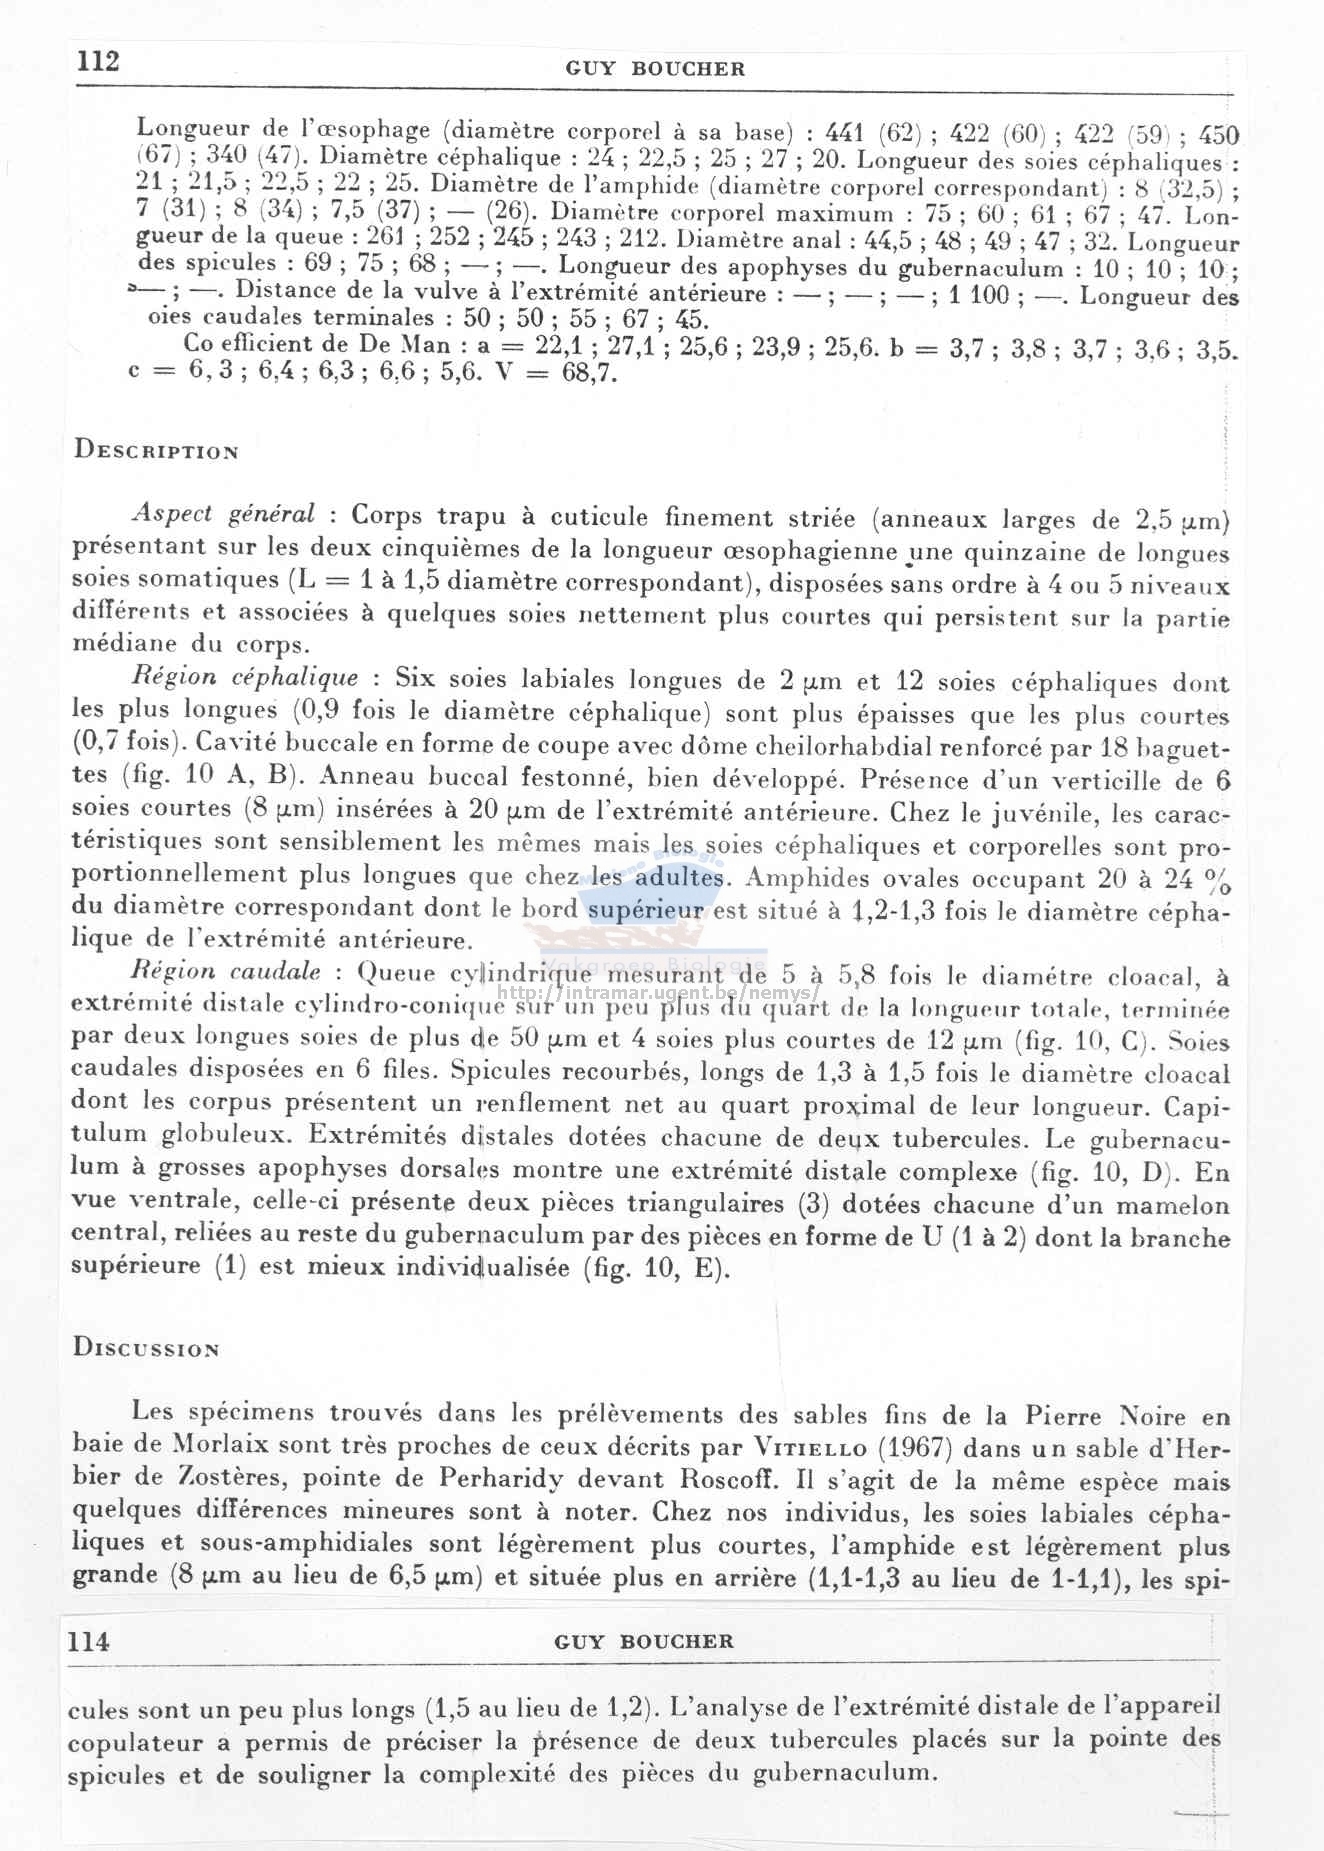 112
GUY BOUCHER
Longueur de l'œsophage (diamètre corporel à sa base) : 441 (62) ; 422 (60) ; 422 (59) ; 450
(67) ; 340 (47). Diamètre céphalique : 24 ; 22,5 ; 25 ; 27 ; 20. Longueur des soies céphaliques :
21 ; 21,5 ; 22,5 ; 22 ; 25. Diamètre de l'amphide (diamètre corporel correspondant) : 8 (32,5) ;
7 (31) ; 8 (34) ; 7,5 (37) ; — (26). Diamètre corporel maximum : 75 ; 60 ; 61 ; 67 ; 47. Lon-
gueur de la queue : 261 ; 252 ; 245 ; 243 ; 212. Diamètre anal : 44,5 ; 48 ; 49 ; 47 ; 32. Longueur
des spicules : 69 ; 75 ; 68 ; — ; —. Longueur des apophyses du gubernaculum : 10 ; 10 ; 10 ;
— ; —. Distance de la vulve à l'extrémité antérieure : — ; — ; — ; 1 100 ; —. Longueur des
oies caudales terminales : 50 ; 50 ; 55 ; 67 ; 45.
Co efficient de De Man : a = 22,1 ; 27,1 ; 25,6 ; 23,9 ; 25,6. b = 3,7 ; 3,8 ; 3,7 ; 3,6 ; 3,5.
c = 6,3 ; 6,4 ; 6,3 ; 6,6 ; 5,6. V = 68,7.
DESCRIPTION
Aspect général : Corps trapu à cuticule finement striée (anneaux larges de 2,5 µm)
présentant sur les deux cinquièmes de la longueur œsophagienne une quinzaine de longues
soies somatiques (L = 1 à 1,5 diamètre correspondant), disposées sans ordre à 4 ou 5 niveaux
différents et associées à quelques soies nettement plus courtes qui persistent sur la partie
médiane du corps.
Région céphalique : Six soies labiales longues de 2 µm et 12 soies céphaliques dont
les plus longues (0,9 fois le diamètre céphalique) sont plus épaisses que les plus courtes
(0,7 fois). Cavité buccale en forme de coupe avec dôme cheilorhabdial renforcé par 18 baguet-
tes (fig. 10 A, B). Anneau buccal festonné, bien développé. Présence d'un verticille de 6
soies courtes (8 µm) insérées à 20 µm de l'extrémité antérieure. Chez le juvénile, les carac-
téristiques sont sensiblement les mêmes mais les soies céphaliques et corporelles sont pro-
portionnellement plus longues que chez les adultes. Amphides ovales occupant 20 à 24 %
du diamètre correspondant dont le bord supérieur est situé à 1,2-1,3 fois le diamètre cépha-
lique de l'extrémité antérieure.
Région caudale : Queue cylindrique mesurant de 5 à 5,8 fois le diamétre cloacal, à
Vakgroep Biologie
http://intramar.ugent.be/nemys/
extrémité distale cylindro-conique sur un peu plus du quart de la longueur totale, terminée
par deux longues soies de plus de 50 µm et 4 soies plus courtes de 12 µm (fig. 10, C). Soies
caudales disposées en 6 files. Spicules recourbés, longs de 1,3 à 1,5 fois le diamètre cloacal
dont les corpus présentent un renflement net au quart proximal de leur longueur. Capi-
tulum globuleux. Extrémités distales dotées chacune de deux tubercules. Le gubernacu-
lum à grosses apophyses dorsales montre une extrémité distale complexe (fig. 10, D). En
vue ventrale, celle-ci présente deux pièces triangulaires (3) dotées chacune d'un mamelon
central, reliées au reste du gubernaculum par des pièces en forme de U (1 à 2) dont la branche
supérieure (1) est mieux individualisée (fig. 10, E).
DISCUSSION
Les spécimens trouvés dans les prélèvements des sables fins de la Pierre Noire en
baie de Morlaix sont très proches de ceux décrits par VITIELLO (1967) dans un sable d'Her-
bier de Zostères, pointe de Perharidy devant Roscoff. Il s'agit de la même espèce mais
quelques différences mineures sont à noter. Chez nos individus, les soies labiales cépha-
liques et sous-amphidiales sont légèrement plus courtes, l'amphide est légèrement plus
grande (8 µm au lieu de 6,5 µm) et située plus en arrière (1,1-1,3 au lieu de 1-1,1), les spi-
114
GUY BOUCHER
cules sont un peu plus longs (1,5 au lieu de 1,2). L'analyse de l'extrémité distale de l'appareil
copulateur a permis de préciser la présence de deux tubercules placés sur la pointe des
spicules et de souligner la complexité des pièces du gubernaculum.